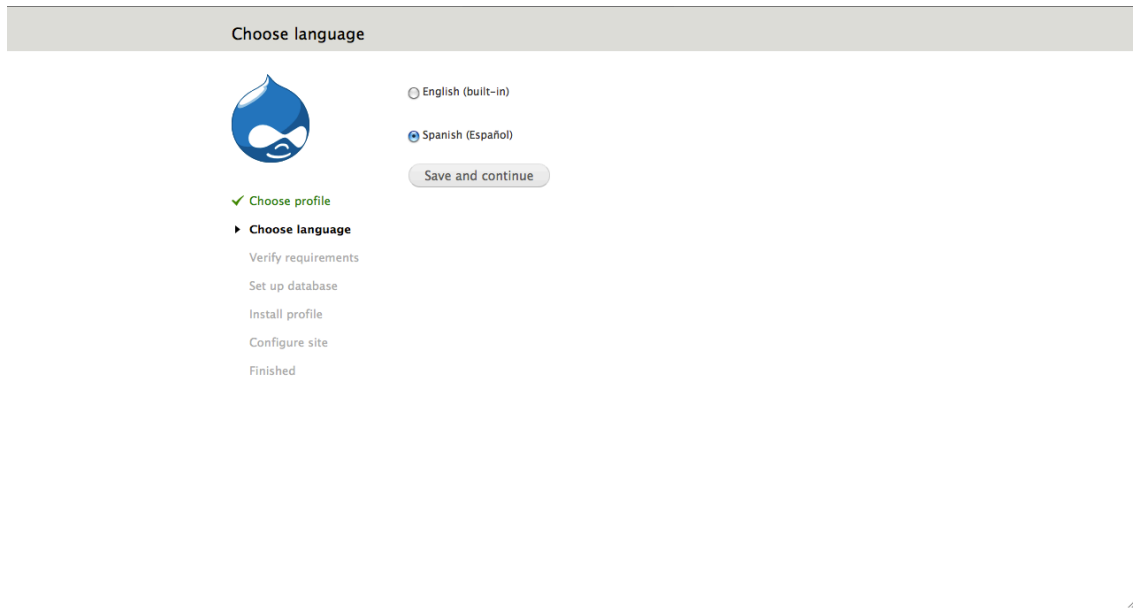 Choose language
English (built-in)
Spanish (Español)
Save and continue
Choose profile
Choose language
Verify requirements
Set up database
Install profile
Configure site
Finished